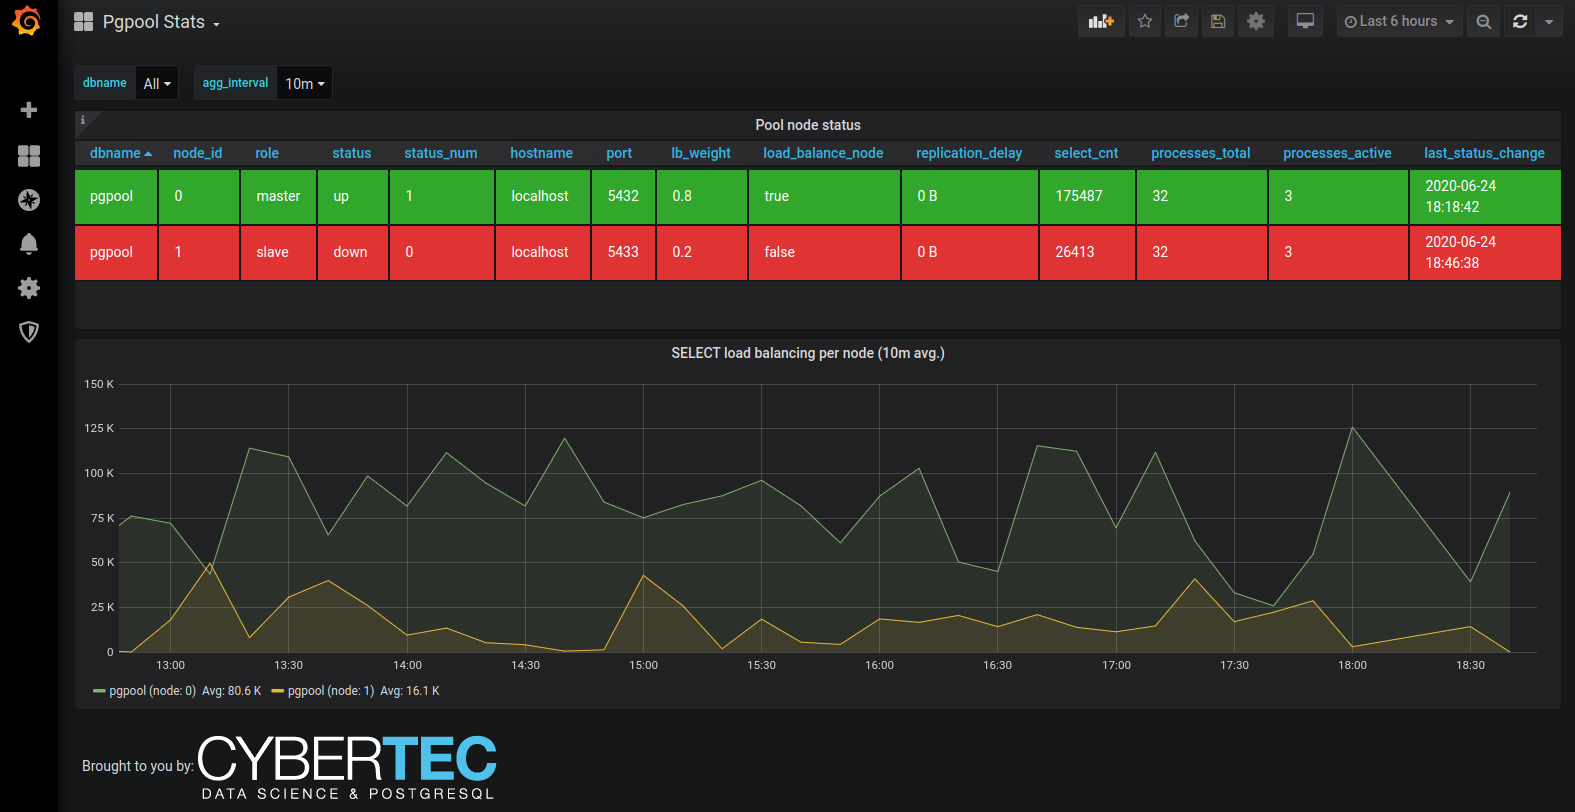 Pgpool Stats
Last 6 hours
dbname All agg_interval 10m
i
Pool node status
dbname node_id role status status_num hostname port lb_weight load_balance_node replication_delay select_cnt processes_total processes_active last_status_change
pgpool 0 master up 1 localhost 5432 0.8 true 0 B 175487 32 3 2020-06-24
18:18:42
pgpool 1 slave down 0 localhost 5433 0.2 false 0 B 26413 32 3 2020-06-24
18:46:38
SELECT load balancing per node (10m avg.)
150 K
125 K
100 K
75 K
50 K
25 K
0
13:00 13:30 14:00 14:30 15:00 15:30 16:00 16:30 17:00 17:30 18:00 18:30
pgpool (node: 0) Avg: 80.6 K pgpool (node: 1) Avg: 16.1 K
Brought to you by: CYBERTEC
DATA SCIENCE & POSTGRESQL